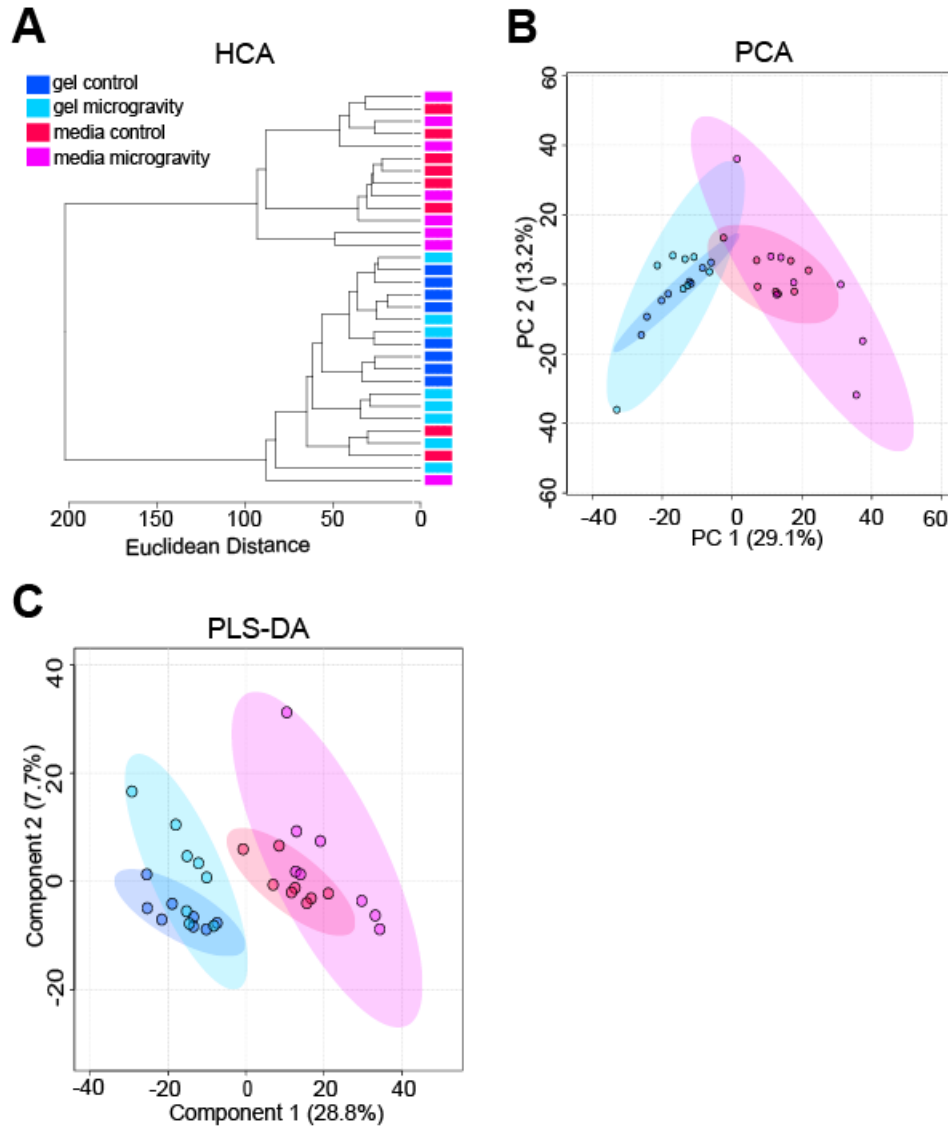 A
HCA
gel control
gel microgravity
media control
media microgravity
200 150 100 50 0
Euclidean Distance
B
PCA
60
40
20
0
-20
-40
-60
PC 2 (13.2%)
-40 -20 0 20 40 60
PC 1 (29.1%)
C
PLS-DA
40
20
0
-20
Component 2 (7.7%)
-40 -20 0 20 40
Component 1 (28.8%)